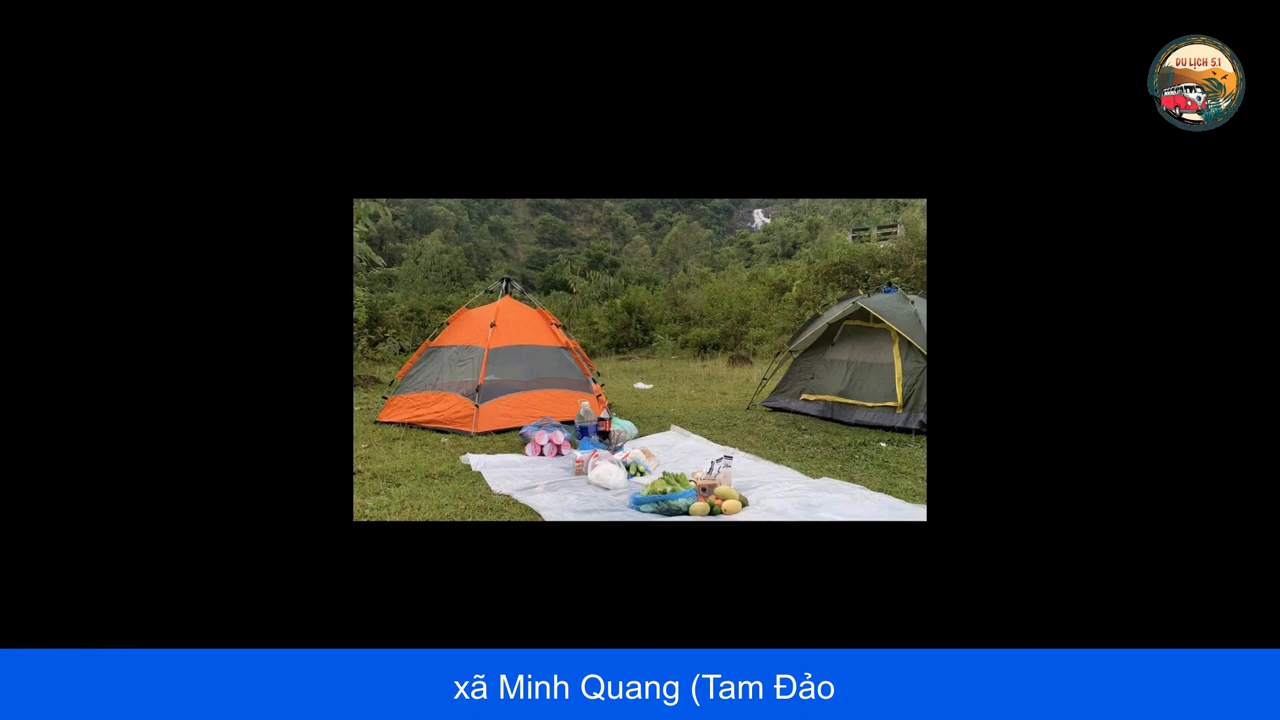 DU LỊCH 5.1
xã Minh Quang (Tam Đảo